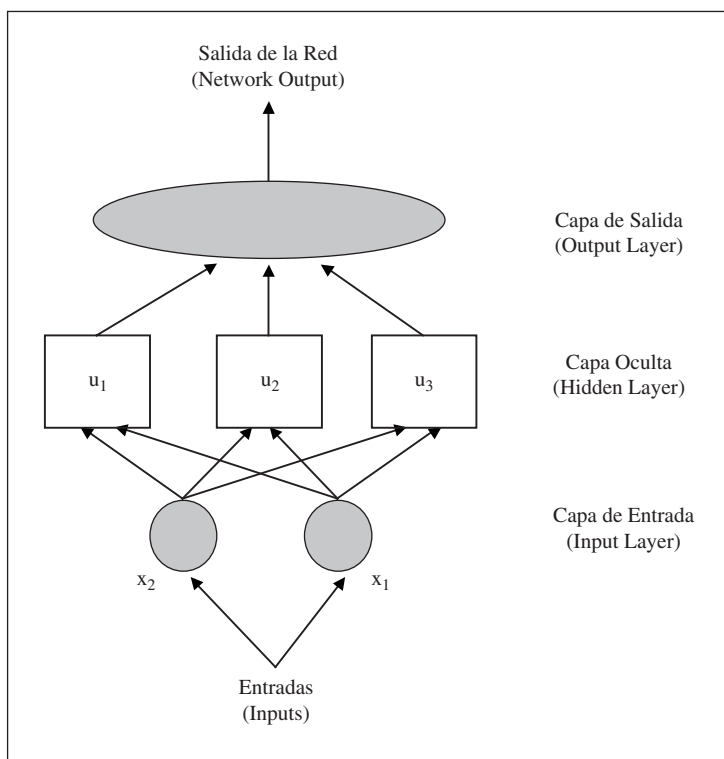 Salida de la Red
(Network Output)
Capa de Salida
(Output Layer)
u1
u2
u3
Capa Oculta
(Hidden Layer)
Capa de Entrada
(Input Layer)
x2
x1
Entradas
(Inputs)